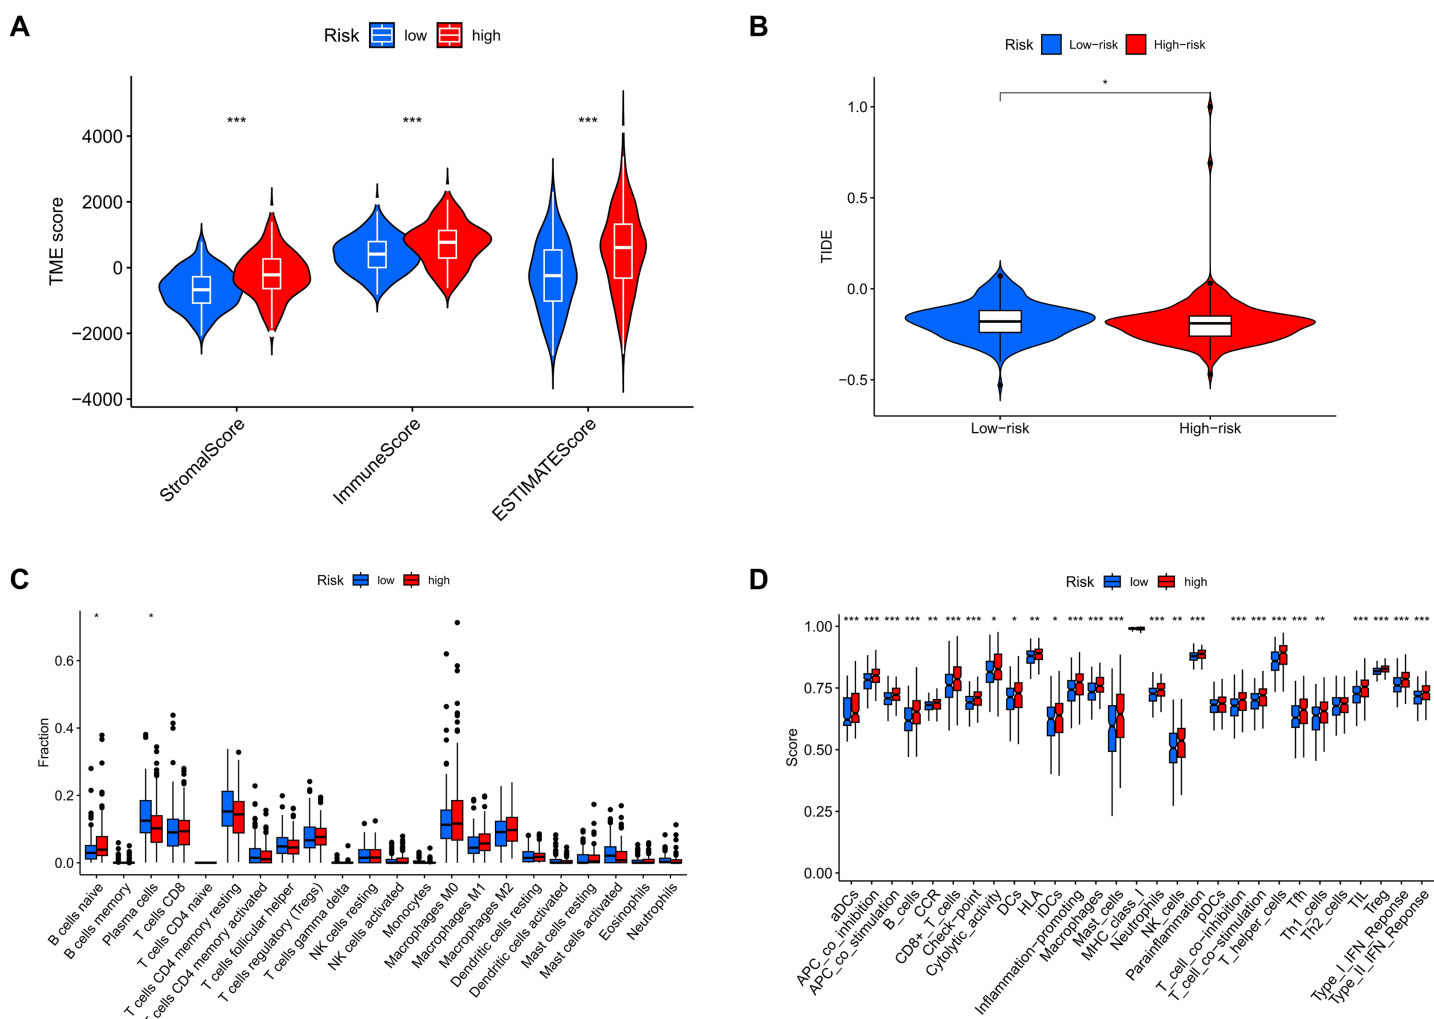 A
Risk low high
TME score
4000
2000
0
−2000
−4000
*** *** ***
StromalScore
ImmuneScore
ESTIMATEScore
B
Risk Low−risk High−risk
TIDE
1.0
0.5
0.0
−0.5
*
Low−risk High−risk
C
Risk low high
Fraction
0.6
0.4
0.2
0.0
* *
B cells naive
B cells memory
Plasma cells
T cells CD8
T cells CD4 naive
T cells CD4 memory resting
cells CD4 memory activated
T cells follicular helper
T cells regulatory (Tregs)
T cells gamma delta
NK cells resting
NK cells activated
Monocytes
Macrophages M0
Macrophages M1
Macrophages M2
Dendritic cells resting
Dendritic cells activated
Mast cells resting
Mast cells activated
Eosinophils
Neutrophils
D
Risk low high
Score
1.00
0.75
0.50
0.25
0.00
*** *** *** *** ** *** *** * * ** * *** *** *** *** ** *** *** *** *** *** ** *** *** *** ***
aDCs
APC_co_inhibition
APC_co_stimulation
B_cells
CCR
CD8+_T_cells
Check−point
Cytolytic_activity
DCs
HLA
iDCs
Inflammation−promoting
Macrophages
Mast_cells
MHC_class_I
Neutrophils
NK_cells
Parainflammation
pDCs
T_cell_co−inhibition
T_cell_co−stimulation
T_helper_cells
Tfh
Th1_cells
Th2_cells
TIL
Treg
Type_I_IFN_Reponse
Type_II_IFN_Reponse